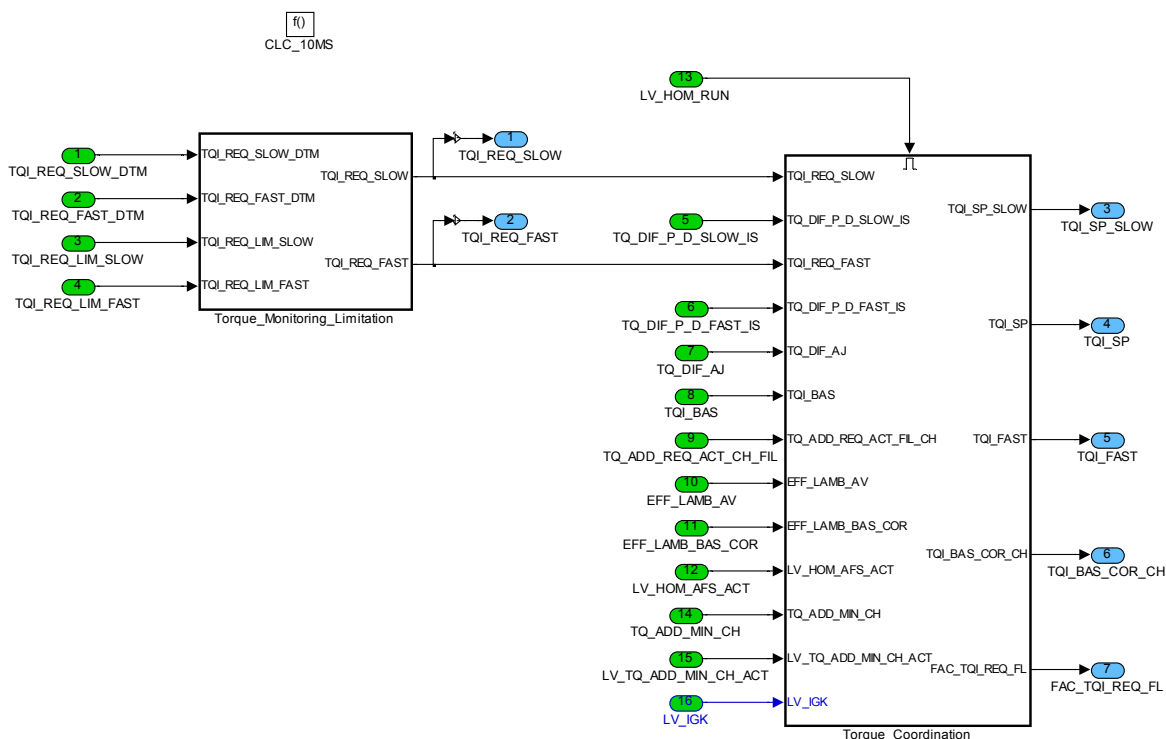 f()
CLC_10MS
13
LV_HOM_RUN
1
TQI_REQ_SLOW_DTM
2
TQI_REQ_FAST_DTM
3
TQI_REQ_LIM_SLOW
4
TQI_REQ_LIM_FAST
TQI_REQ_SLOW_DTM
TQI_REQ_FAST_DTM
TQI_REQ_LIM_SLOW
TQI_REQ_LIM_FAST
TQI_REQ_SLOW
TQI_REQ_FAST
Torque_Monitoring_Limitation
1
TQI_REQ_SLOW
2
TQI_REQ_FAST
5
TQ_DIF_P_D_SLOW_IS
6
TQ_DIF_P_D_FAST_IS
7
TQ_DIF_AJ
8
TQI_BAS
9
TQ_ADD_REQ_ACT_CH_FIL
10
EFF_LAMB_AV
11
EFF_LAMB_BAS_COR
12
LV_HOM_AFS_ACT
14
TQ_ADD_MIN_CH
15
LV_TQ_ADD_MIN_CH_ACT
16
LV_IGK
TQI_REQ_SLOW
TQ_DIF_P_D_SLOW_IS
TQI_REQ_FAST
TQ_DIF_P_D_FAST_IS
TQ_DIF_AJ
TQI_BAS
TQ_ADD_REQ_ACT_FIL_CH
EFF_LAMB_AV
EFF_LAMB_BAS_COR
LV_HOM_AFS_ACT
TQ_ADD_MIN_CH
LV_TQ_ADD_MIN_CH_ACT
LV_IGK
TQI_SP_SLOW
TQI_SP
TQI_FAST
TQI_BAS_COR_CH
FAC_TQI_REQ_FL
Torque_Coordination
3
TQI_SP_SLOW
4
TQI_SP
5
TQI_FAST
6
TQI_BAS_COR_CH
7
FAC_TQI_REQ_FL